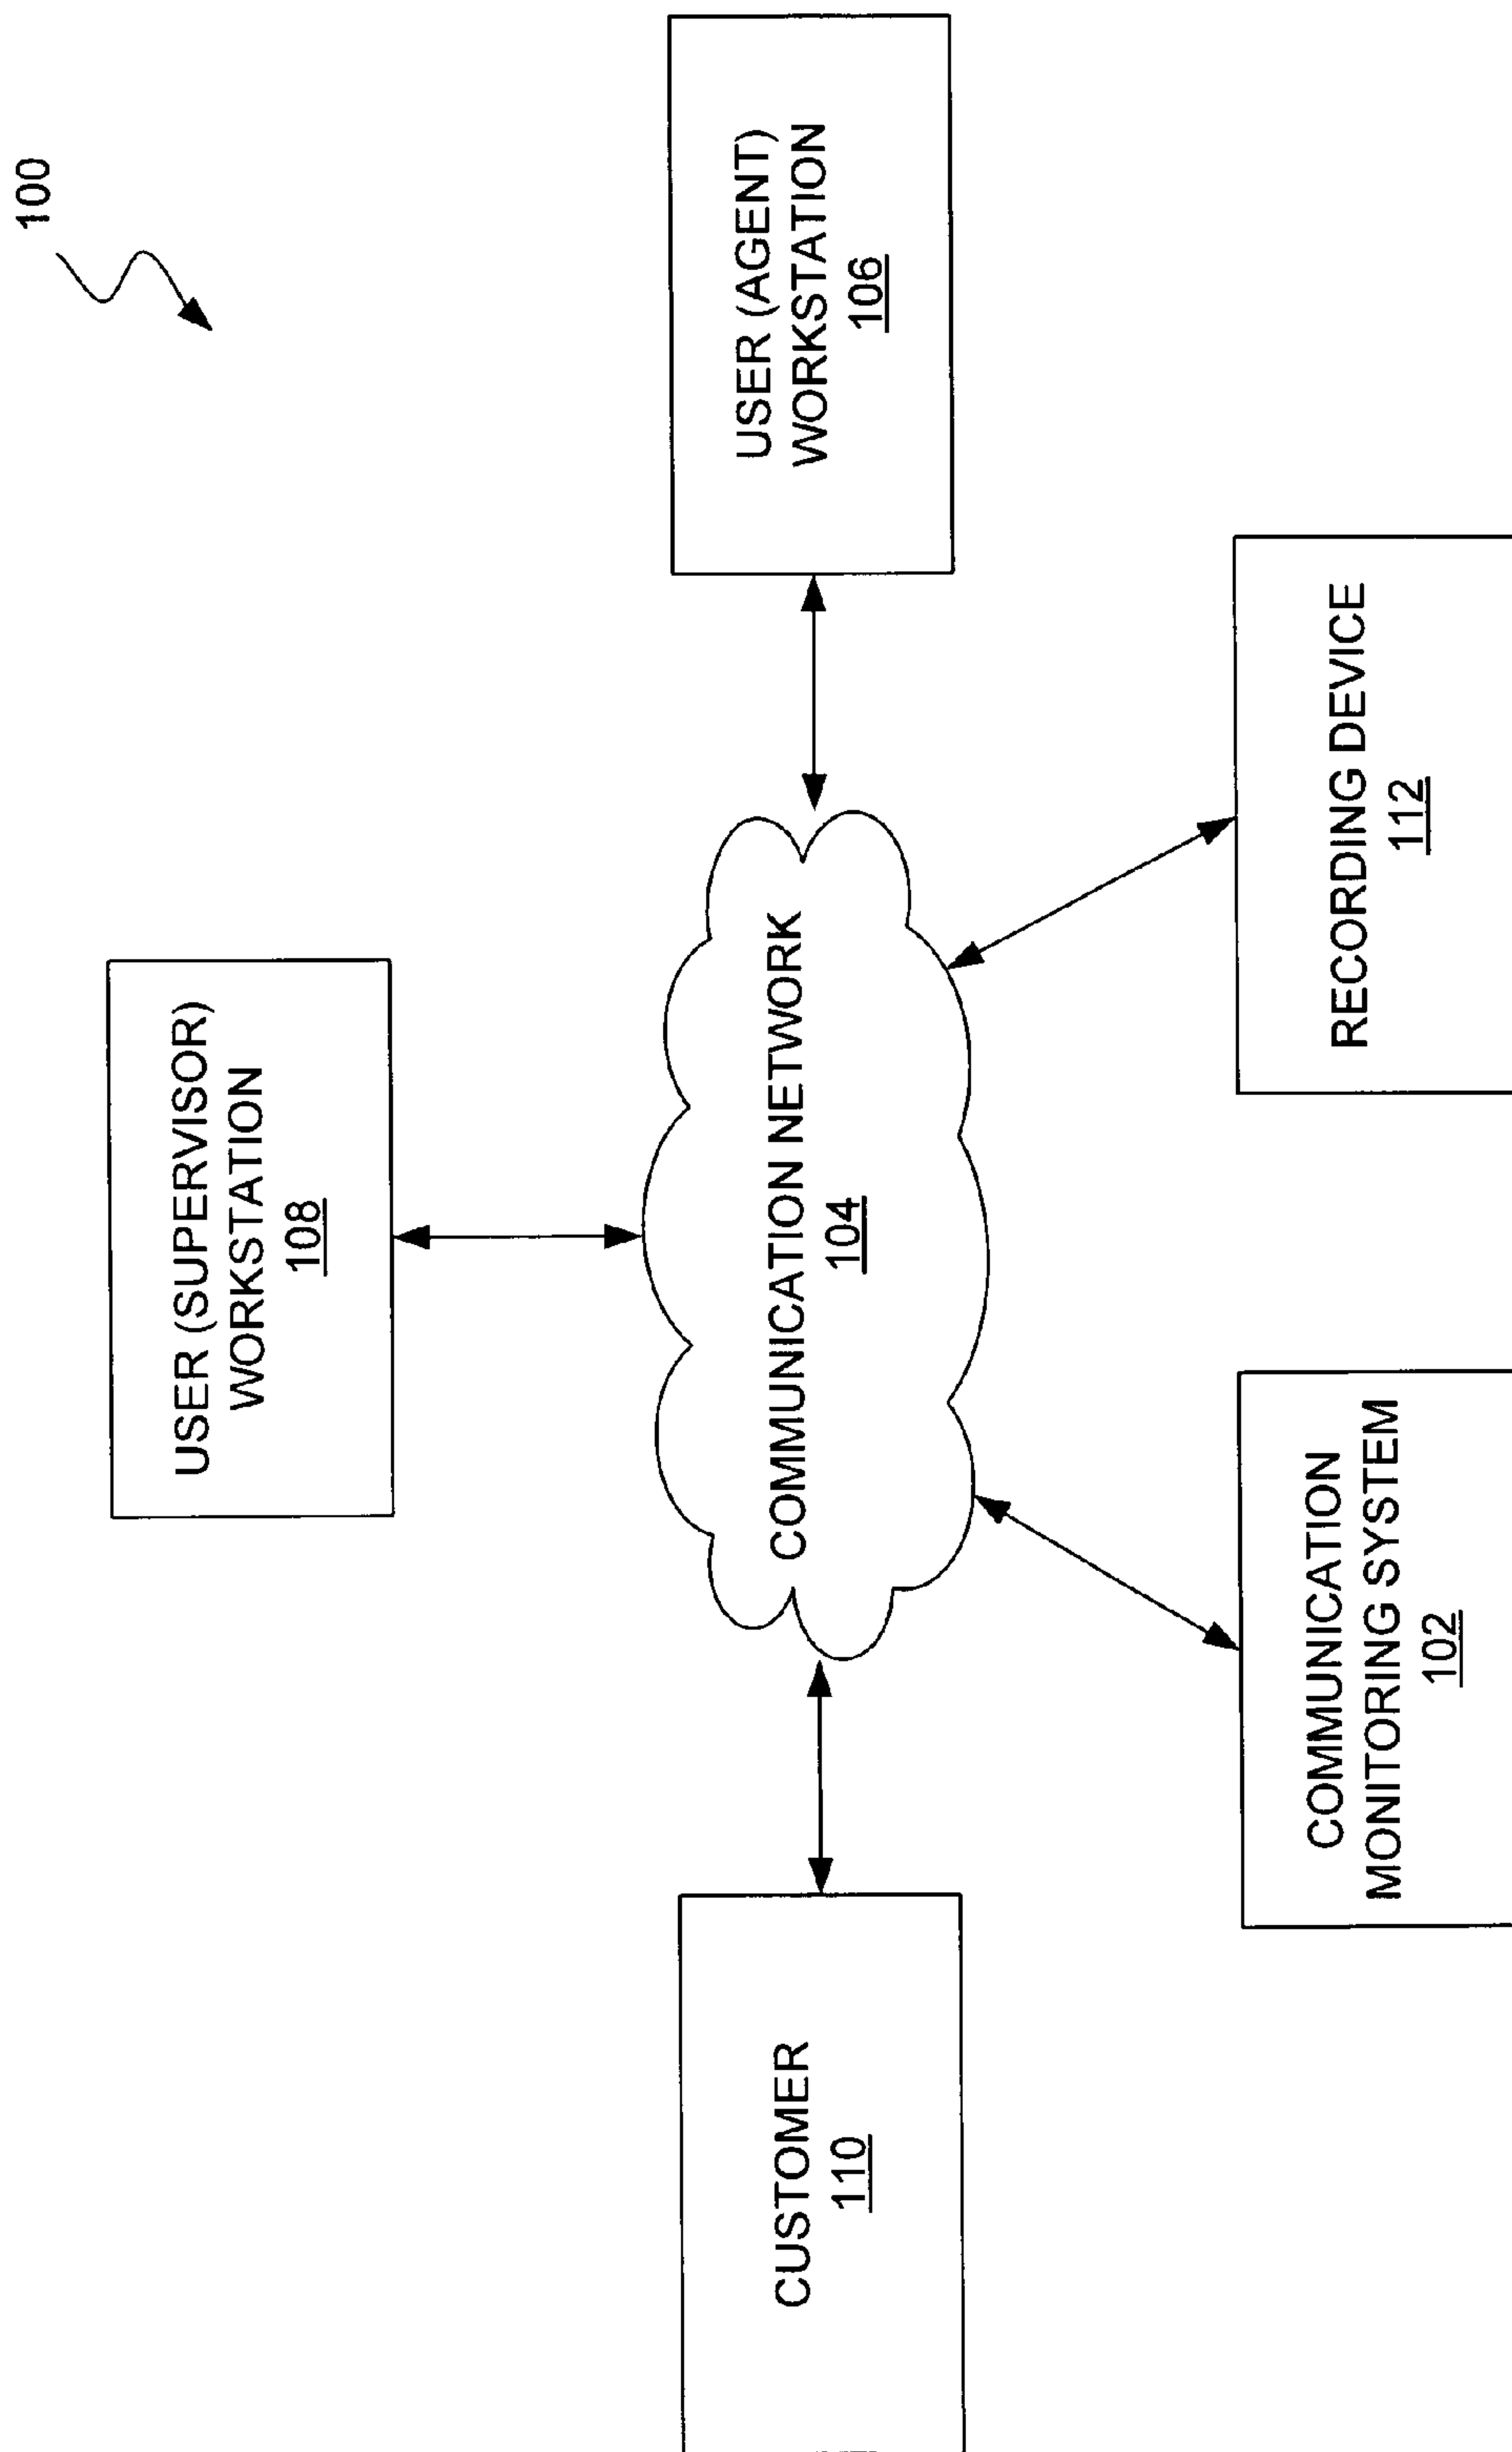 100
USER (SUPERVISOR)
WORKSTATION
108
CUSTOMER
110
COMMUNICATION NETWORK
104
USER (AGENT)
WORKSTATION
106
COMMUNICATION
MONITORING SYSTEM
102
RECORDING DEVICE
112